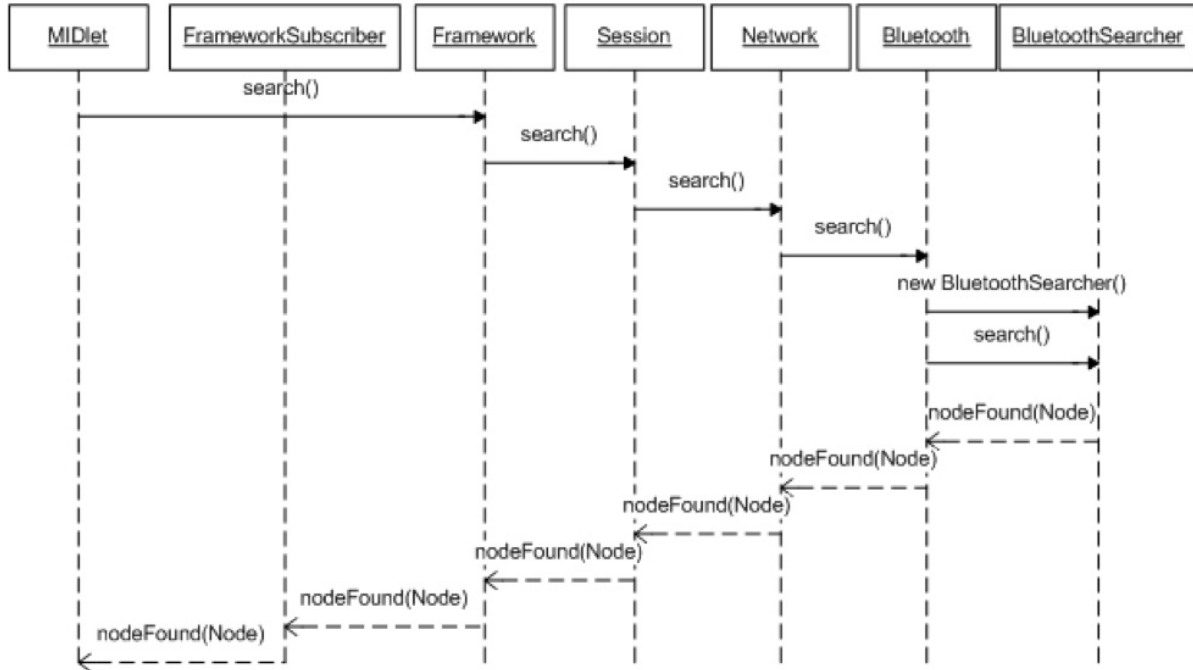 MIDlet
FrameworkSubscriber
Framework
Session
Network
Bluetooth
BluetoothSearcher
search()
search()
search()
search()
new BluetoothSearcher()
search()
nodeFound(Node)
nodeFound(Node)
nodeFound(Node)
nodeFound(Node)
nodeFound(Node)
nodeFound(Node)